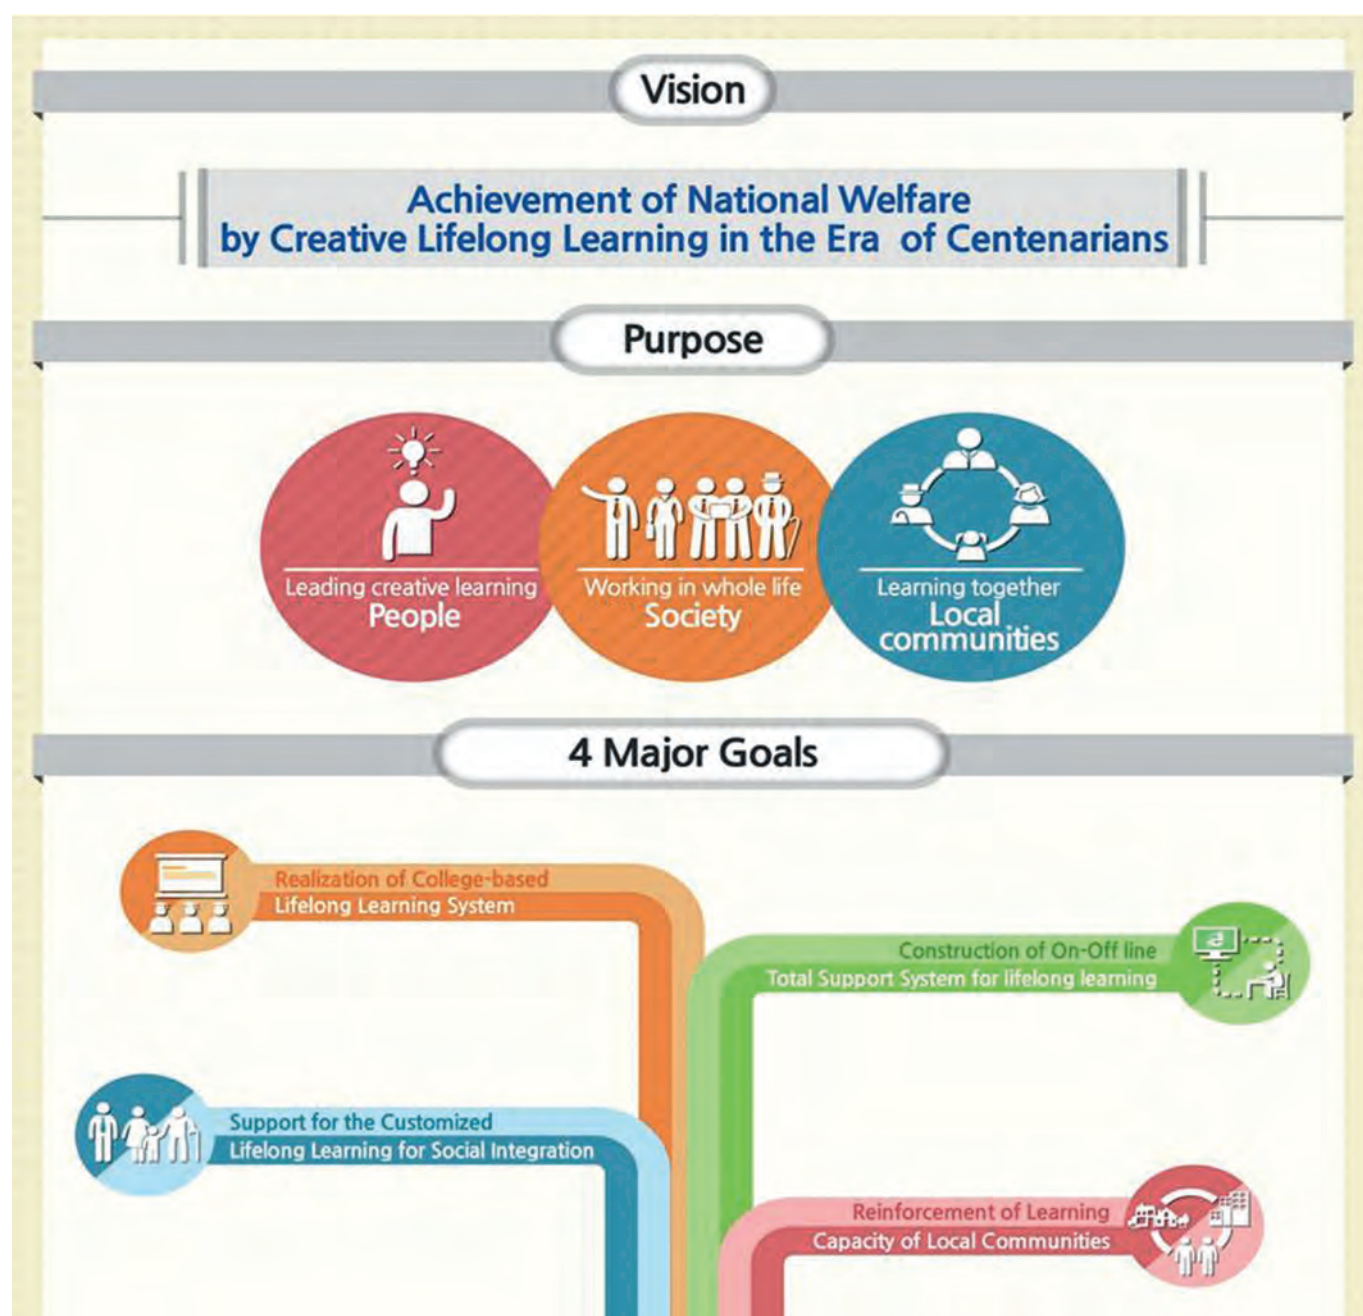 Vision
Achievement of National Welfare
by Creative Lifelong Learning in the Era of Centenarians
Purpose
Leading creative learning
People
Working in whole life
Society
Learning together
Local
communities
4 Major Goals
Realization of College-based
Lifelong Learning System
Construction of On-Off line
Total Support System for lifelong learning
Support for the Customized
Lifelong Learning for Social Integration
Reinforcement of Learning
Capacity of Local Communities